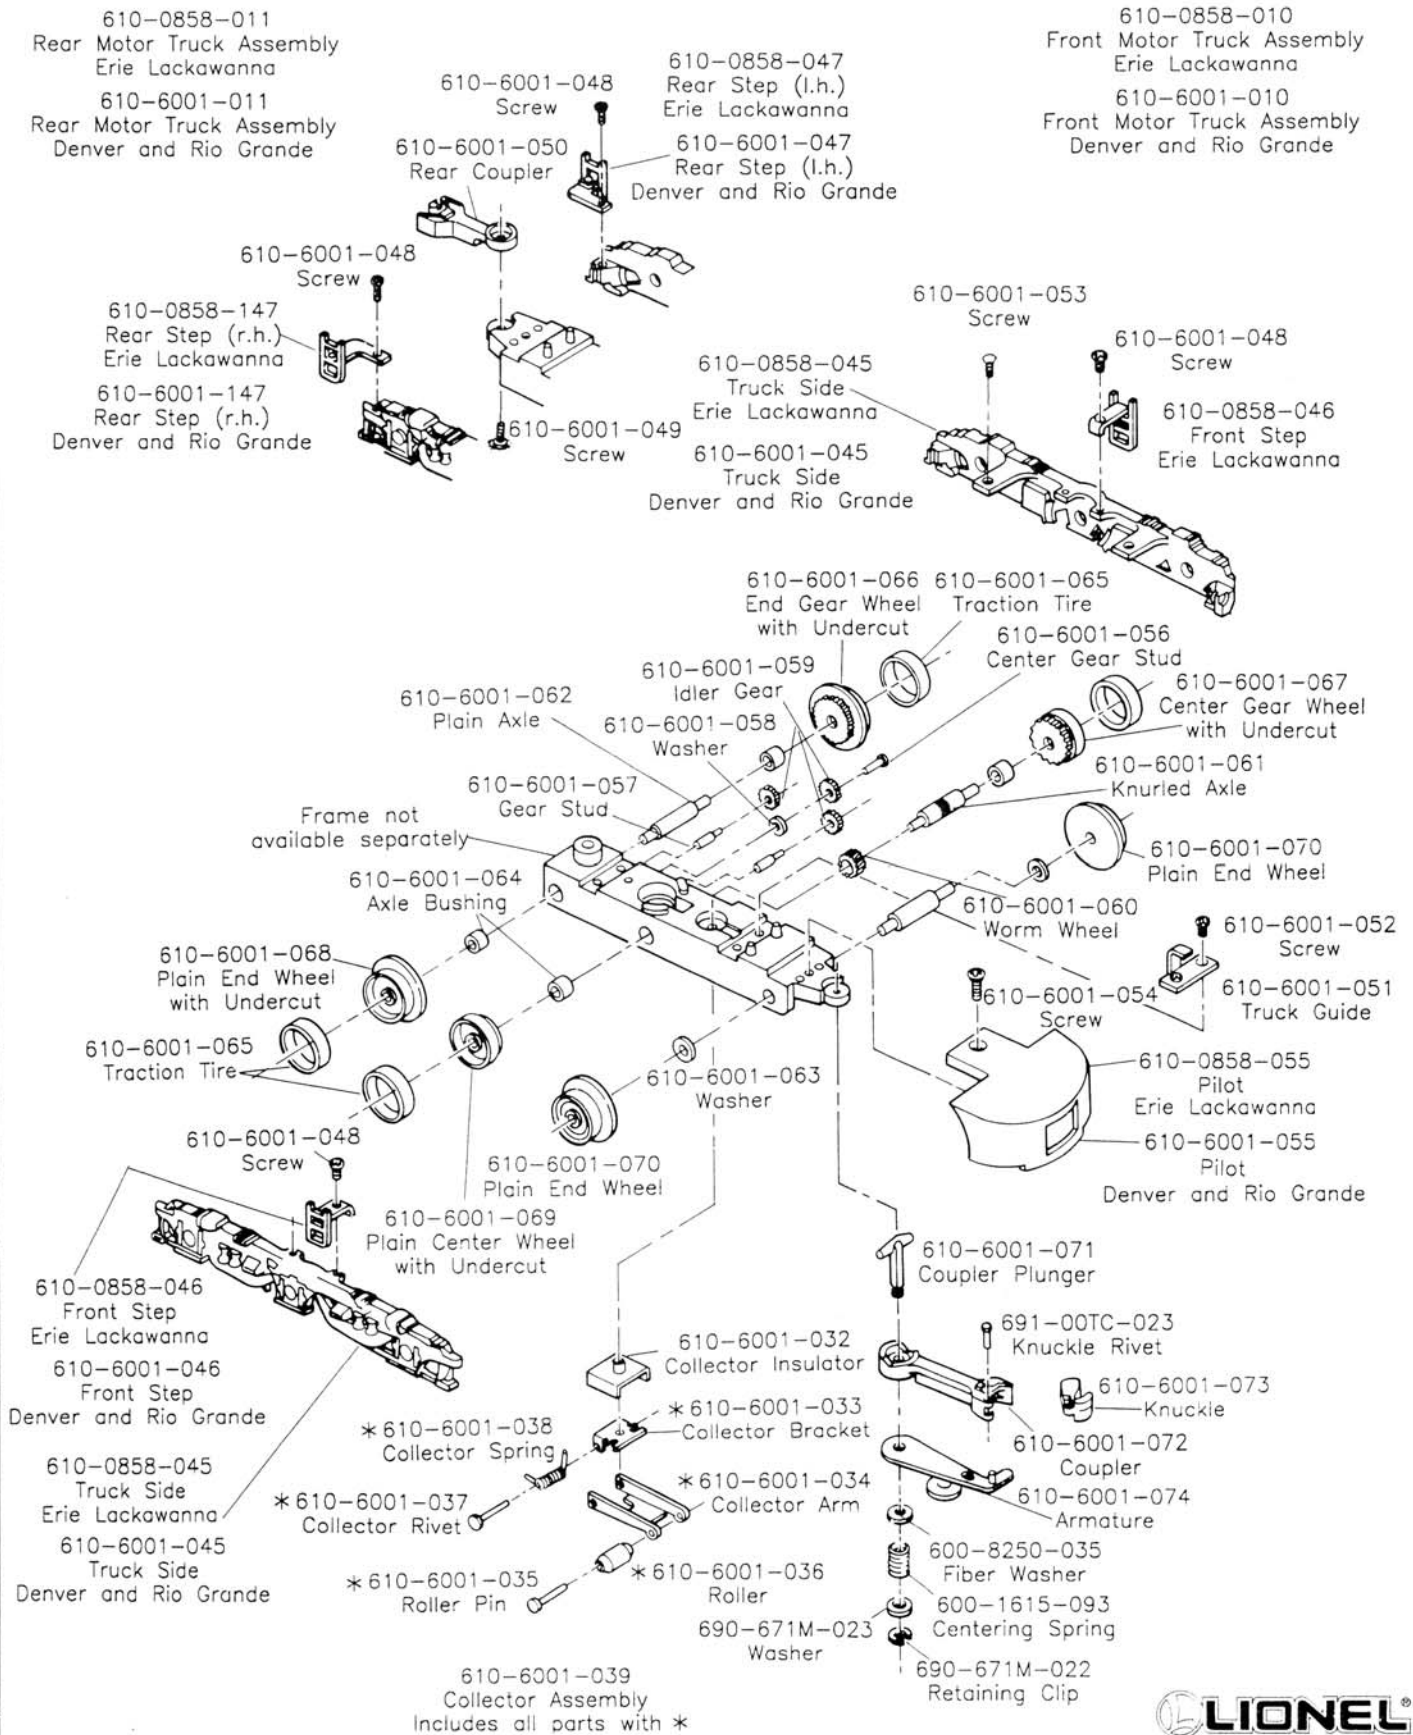 610-0858-011
Rear Motor Truck Assembly
Erie Lackawanna
610-6001-011
Rear Motor Truck Assembly
Denver and Rio Grande
610-6001-048
Screw
610-0858-047
Rear Step (l.h.)
Erie Lackawanna
610-6001-047
Rear Step (l.h.)
Denver and Rio Grande
610-0858-010
Front Motor Truck Assembly
Erie Lackawanna
610-6001-010
Front Motor Truck Assembly
Denver and Rio Grande
610-6001-050
Rear Coupler
610-6001-048
Screw
610-0858-147
Rear Step (r.h.)
Erie Lackawanna
610-6001-147
Rear Step (r.h.)
Denver and Rio Grande
610-6001-049
Screw
610-6001-053
Screw
610-6001-048
Screw
610-0858-045
Truck Side
Erie Lackawanna
610-6001-045
Truck Side
Denver and Rio Grande
610-0858-046
Front Step
Erie Lackawanna
610-6001-066
End Gear Wheel
with Undercut
610-6001-065
Traction Tire
610-6001-056
Center Gear Stud
610-6001-059
Idler Gear
610-6001-067
Center Gear Wheel
with Undercut
610-6001-062
Plain Axle
610-6001-058
Washer
610-6001-057
Gear Stud
610-6001-061
Knurled Axle
Frame not
available separately
610-6001-070
Plain End Wheel
610-6001-064
Axle Bushing
610-6001-060
Worm Wheel
610-6001-052
Screw
610-6001-068
Plain End Wheel
with Undercut
610-6001-054
Screw
610-6001-051
Truck Guide
610-6001-065
Traction Tire
610-6001-063
Washer
610-0858-055
Pilot
Erie Lackawanna
610-6001-055
Pilot
Denver and Rio Grande
610-6001-048
Screw
610-6001-070
Plain End Wheel
610-6001-069
Plain Center Wheel
with Undercut
610-6001-071
Coupler Plunger
610-0858-046
Front Step
Erie Lackawanna
610-6001-046
Front Step
Denver and Rio Grande
610-6001-032
Collector Insulator
691-00TC-023
Knuckle Rivet
610-6001-073
Knuckle
*610-6001-038
Collector Spring
*610-6001-033
Collector Bracket
610-6001-072
Coupler
610-0858-045
Truck Side
Erie Lackawanna
610-6001-045
Truck Side
Denver and Rio Grande
*610-6001-037
Collector Rivet
*610-6001-034
Collector Arm
610-6001-074
Armature
*610-6001-035
Roller Pin
*610-6001-036
Roller
600-8250-035
Fiber Washer
600-1615-093
Centering Spring
690-671M-023
Washer
690-671M-022
Retaining Clip
610-6001-039
Collector Assembly
Includes all parts with *
LIONEL®